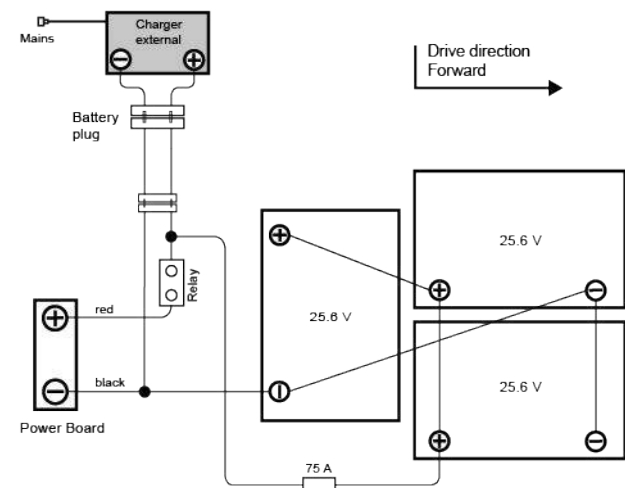 Charger
external
Mains
Drive direction
Forward
Battery
plug
25.6 V
Relay
red
25.6 V
25.6 V
black
Power Board
75 A